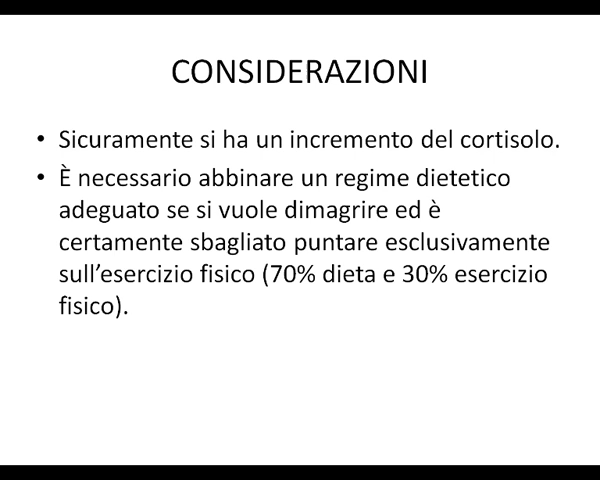 CONSIDERAZIONI
• Sicuramente si ha un incremento del cortisolo.
• È necessario abbinare un regime dietetico
adeguato se si vuole dimagrire ed è
certamente sbagliato puntare esclusivamente
sull'esercizio fisico (70% dieta e 30% esercizio
fisico).